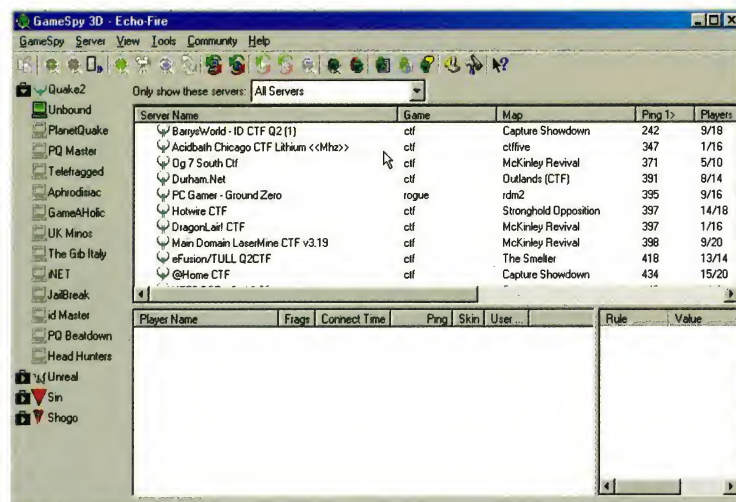 GameSpy 3D - Echo-Fire
GameSpy Server View Tools Community Help
Quake2
Unbound
PlanetQuake
PQ Master
Telefragged
Aphrodisiac
GameAHolic
UK Minos
The Gib Italy
iNET
JailBreak
id Master
PQ Beatdown
Head Hunters
Unreal
Sin
Shogo
Only show these servers: All Servers
Server Name Game Map Ping 1> Players
BarrysWorld - ID CTF Q2 (1) ctf Capture Showdown 242 9/18
Acidbath Chicago CTF Lithium <<Mhz>> ctf ctffive 347 1/16
Og 7 South Ctf ctf McKinley Revival 371 5/10
Durham.Net ctf Outlands (CTF) 391 8/14
PC Gamer - Ground Zero rogue rdm2 395 9/16
Hotwire CTF ctf Stronghold Opposition 397 14/18
DragonLair! CTF ctf McKinley Revival 397 1/16
Main Domain LaserMine CTF v3.19 ctf McKinley Revival 398 9/20
eFusion/TULL Q2CTF ctf The Smelter 418 13/14
@Home CTF ctf Capture Showdown 434 15/20
Player Name Frags Connect Time Ping Skin User ...
Rule Value